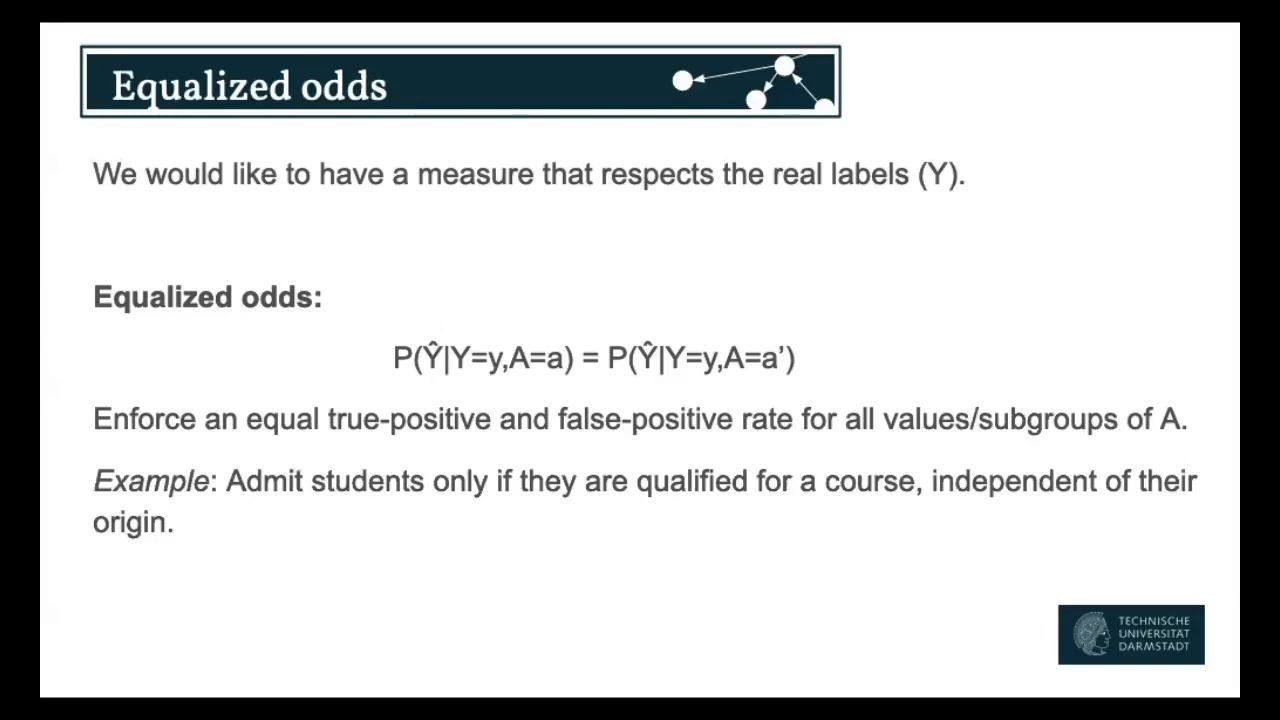 Equalized odds
We would like to have a measure that respects the real labels (Y).
Equalized odds:
P(Ŷ|Y=y,A=a) = P(Ŷ|Y=y,A=a’)
Enforce an equal true-positive and false-positive rate for all values/subgroups of A.
Example: Admit students only if they are qualified for a course, independent of their
origin.
TECHNISCHE
UNIVERSITÄT
DARMSTADT